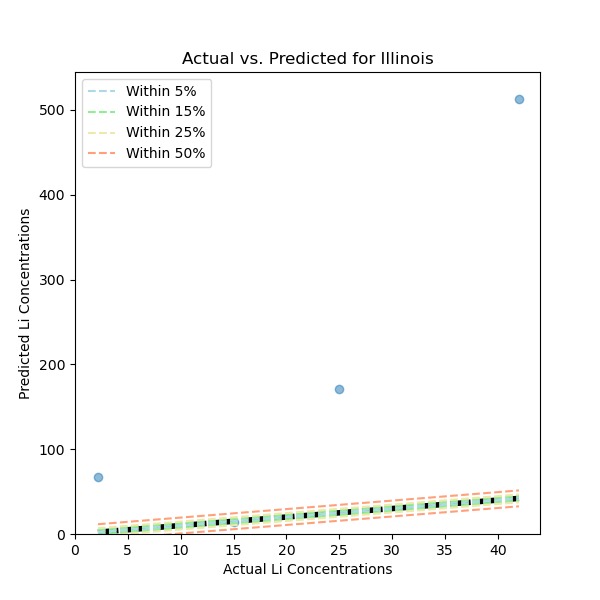 Actual vs. Predicted for Illinois
Within 5%
Within 15%
Within 25%
Within 50%
500
400
300
200
100
0
Predicted Li Concentrations
0 5 10 15 20 25 30 35 40
Actual Li Concentrations